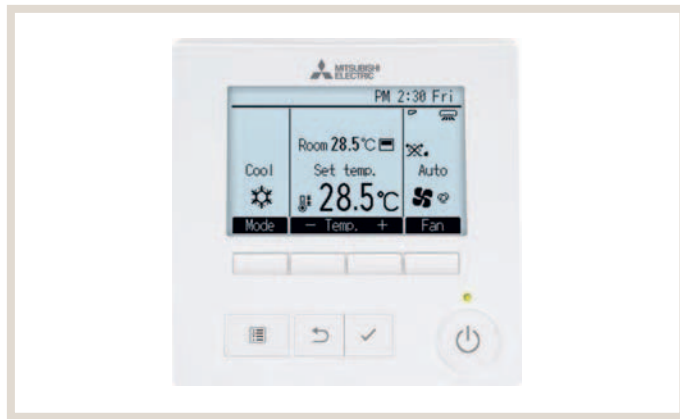 MITSUBISHI
ELECTRIC
PM 2:30 Fri
Room 28.5°C
Cool
Set temp.
Auto
28.5°C
Mode
− Temp. +
Fan